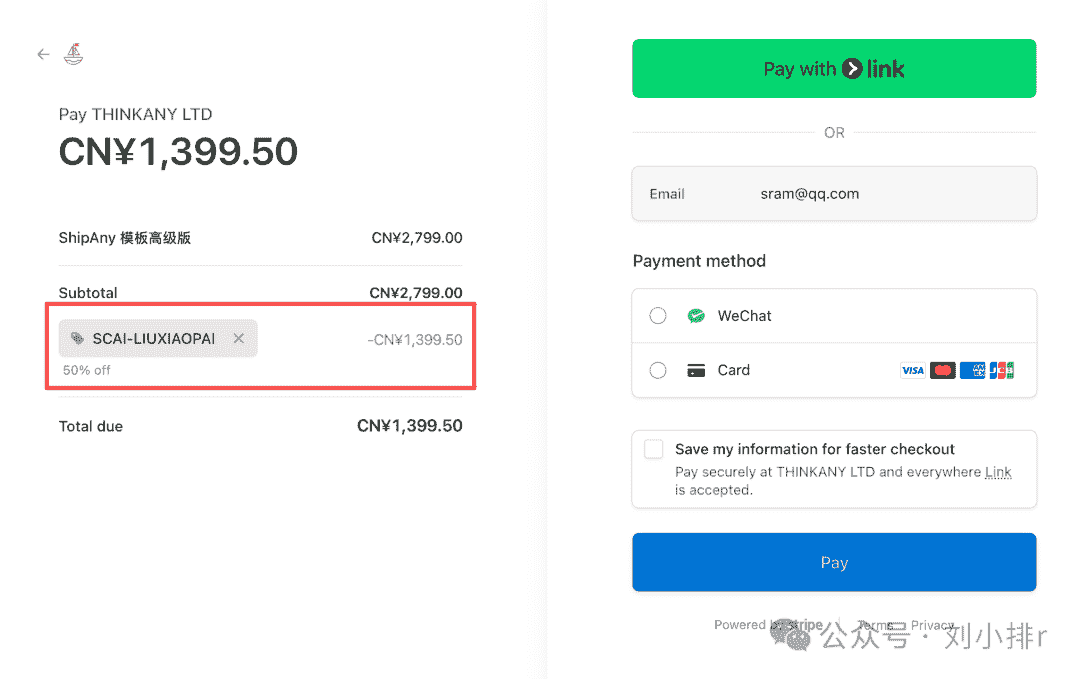 Pay THINKANY LTD
CN¥1,399.50
ShipAny 模板高级版 CN¥2,799.00
Subtotal CN¥2,799.00
SCAI-LIUXIAOPAI -CN¥1,399.50
50% off
Total due CN¥1,399.50
Pay with link
OR
Email sram@qq.com
Payment method
WeChat
Card VISA
Save my information for faster checkout
Pay securely at THINKANY LTD and everywhere Link
is accepted.
Pay
Powered by stripe Terms Privacy
公众号 · 刘小排r